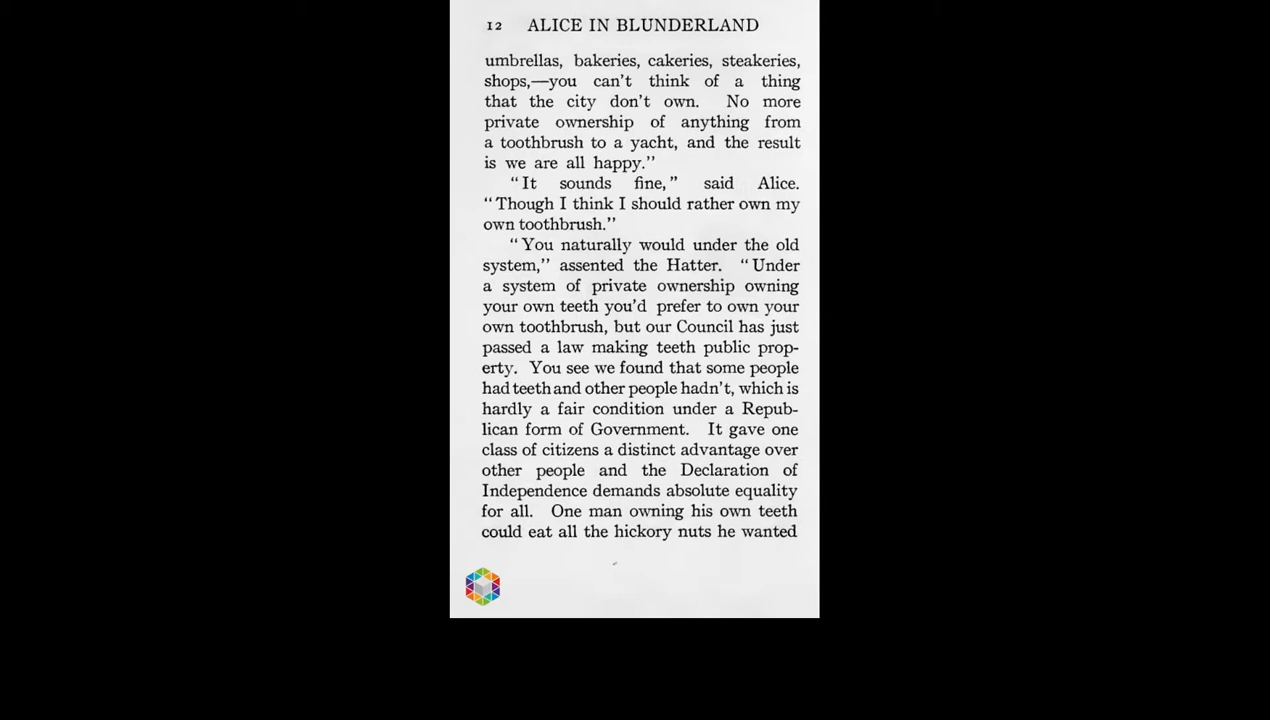 12 ALICE IN BLUNDERLAND
umbrellas, bakeries, cakeries, steakeries,
shops,—you can't think of a thing
that the city don't own. No more
private ownership of anything from
a toothbrush to a yacht, and the result
is we are all happy."
"It sounds fine," said Alice.
"Though I think I should rather own my
own toothbrush."
"You naturally would under the old
system," assented the Hatter. "Under
a system of private ownership owning
your own teeth you'd prefer to own your
own toothbrush, but our Council has just
passed a law making teeth public prop-
erty. You see we found that some people
had teeth and other people hadn't, which is
hardly a fair condition under a Repub-
lican form of Government. It gave one
class of citizens a distinct advantage over
other people and the Declaration of
Independence demands absolute equality
for all. One man owning his own teeth
could eat all the hickory nuts he wanted